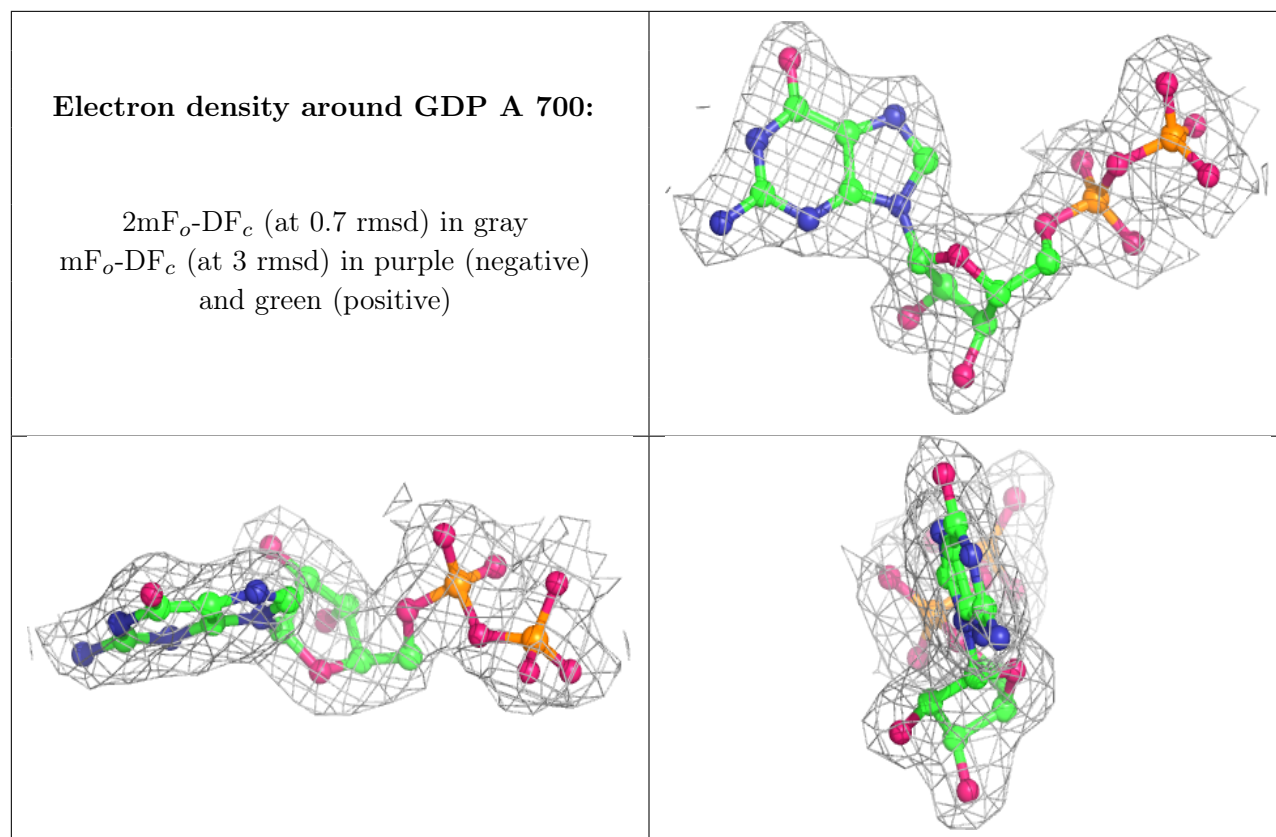 Electron density around GDP A 700:
2mFₒ-DF𝒸 (at 0.7 rmsd) in gray
mFₒ-DF𝒸 (at 3 rmsd) in purple (negative)
and green (positive)